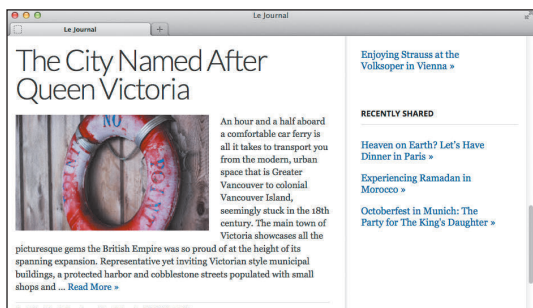 Le Journal
Le Journal
The City Named After
Queen Victoria
NO
POINT
POINT
An hour and a half aboard
a comfortable car ferry is
all it takes to transport you
from the modern, urban
space that is Greater
Vancouver to colonial
Vancouver Island,
seemingly stuck in the 18th
century. The main town of
Victoria showcases all the
picturesque gems the British Empire was so proud of at the height of its
spanning expansion. Representative yet inviting Victorian style municipal
buildings, a protected harbor and cobblestone streets populated with small
shops and ... Read More »
Enjoying Strauss at the
Volksoper in Vienna »
RECENTLY SHARED
Heaven on Earth? Let's Have
Dinner in Paris »
Experiencing Ramadan in
Morocco »
Octoberfest in Munich: The
Party for The King's Daughter »